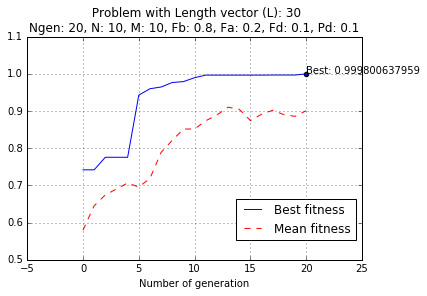 Problem with Length vector (L): 30
Ngen: 20, N: 10, M: 10, Fb: 0.8, Fa: 0.2, Fd: 0.1, Pd: 0.1
1.1
1.0
Best: 0.999800637959
0.9
0.8
0.7
0.6
0.5
Best fitness
Mean fitness
−5
0
5
10
15
20
25
Number of generation